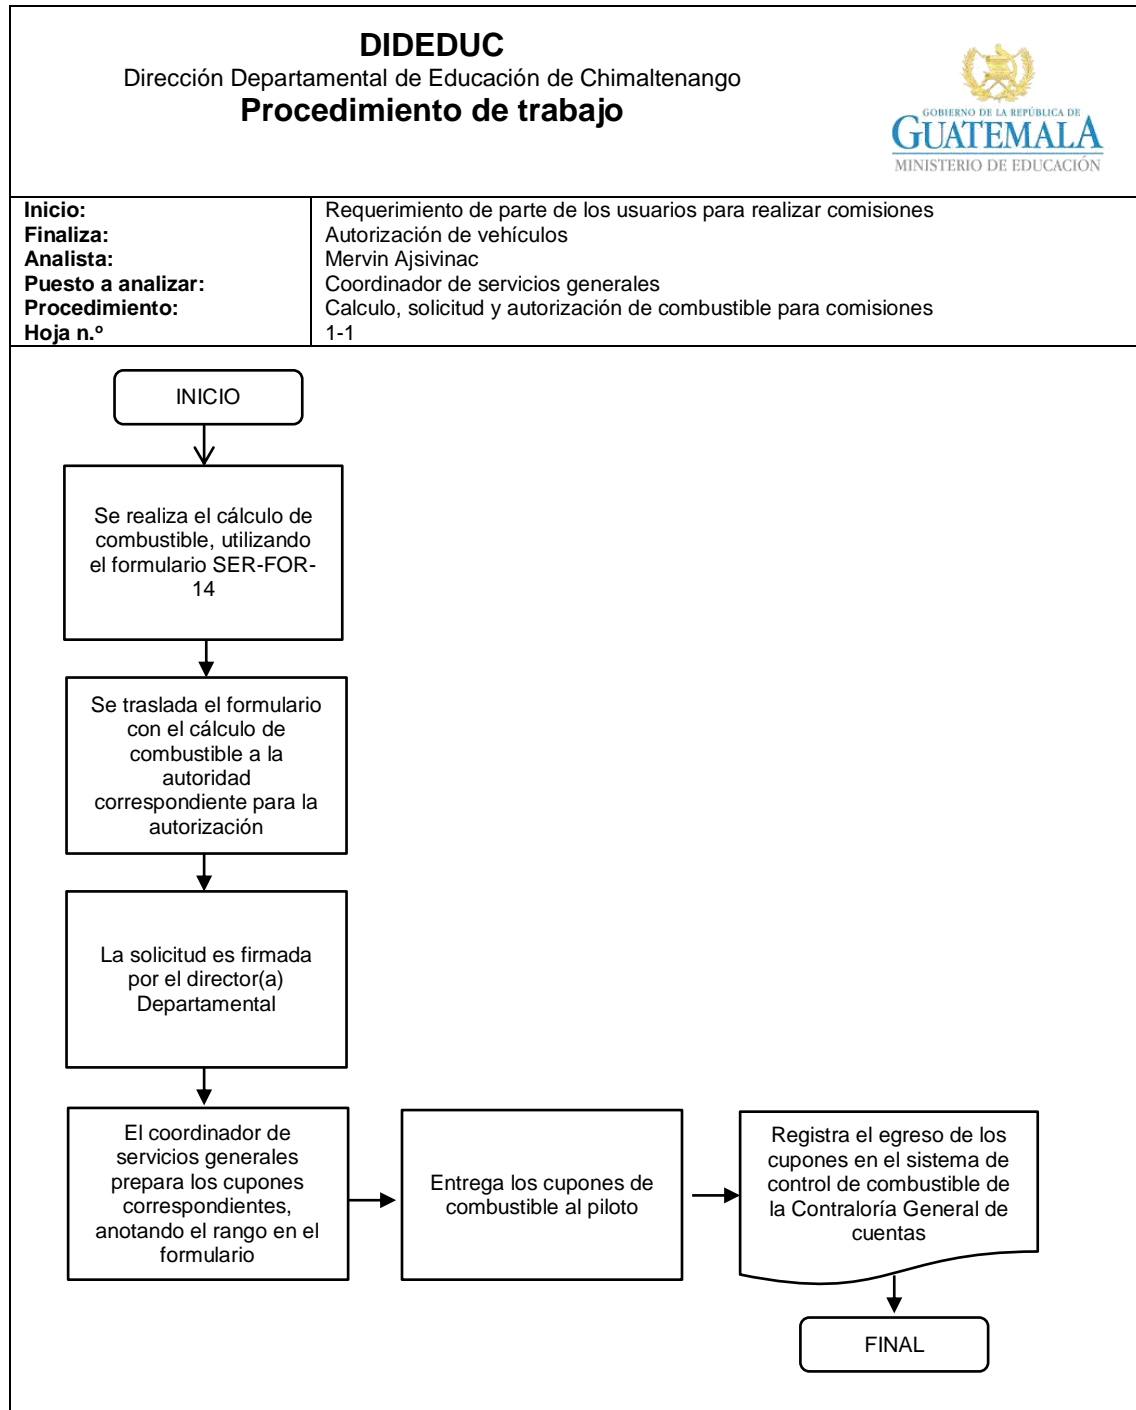 DIDEDUC
Dirección Departamental de Educación de Chimaltenango
Procedimiento de trabajo
GOBIERNO DE LA REPÚBLICA DE
GUATEMALA
MINISTERIO DE EDUCACIÓN
Inicio: Requerimiento de parte de los usuarios para realizar comisiones
Finaliza: Autorización de vehículos
Analista: Mervin Ajsivinac
Puesto a analizar: Coordinador de servicios generales
Procedimiento: Calculo, solicitud y autorización de combustible para comisiones
Hoja n.º 1-1
INICIO
Se realiza el cálculo de
combustible, utilizando
el formulario SER-FOR-
14
Se traslada el formulario
con el cálculo de
combustible a la
autoridad
correspondiente para la
autorización
La solicitud es firmada
por el director(a)
Departamental
El coordinador de
servicios generales
prepara los cupones
correspondientes,
anotando el rango en el
formulario
Entrega los cupones de
combustible al piloto
Registra el egreso de los
cupones en el sistema de
control de combustible de
la Contraloría General de
cuentas
FINAL